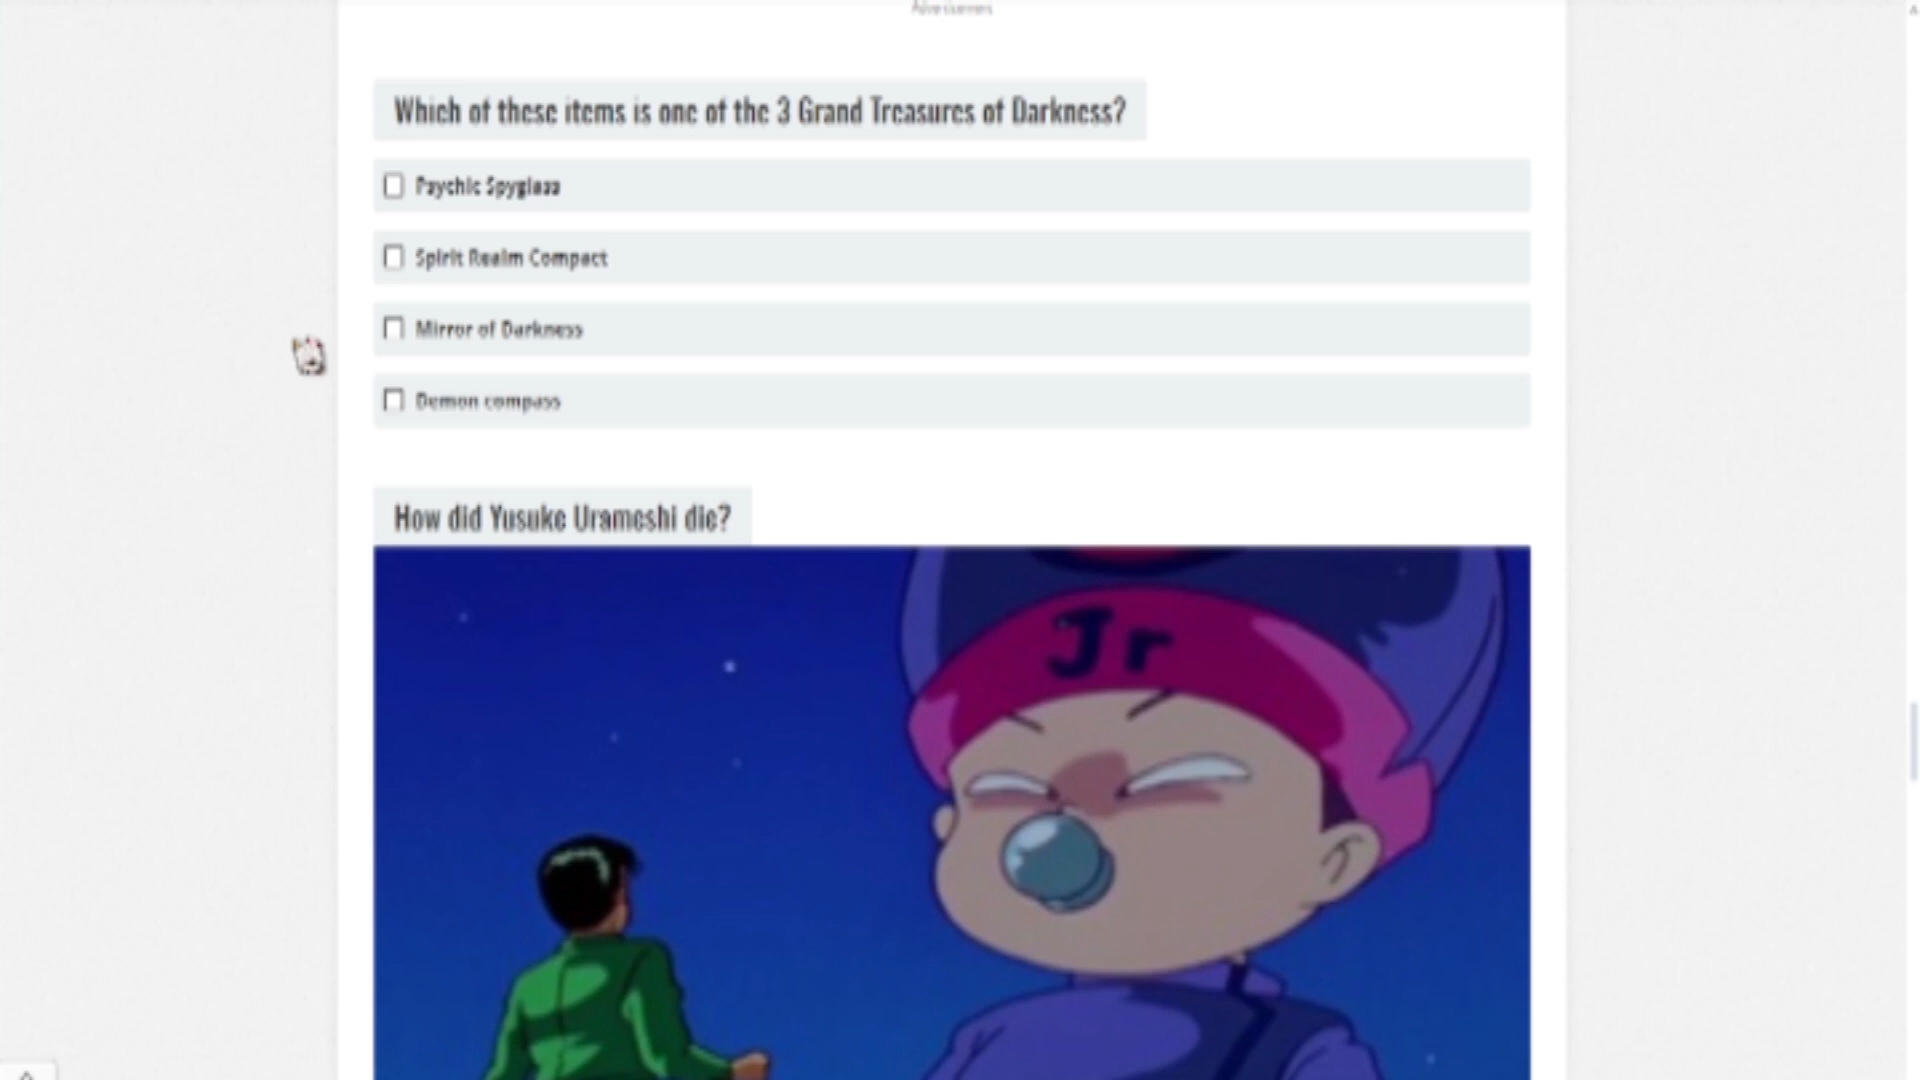 Advertisement
Which of these items is one of the 3 Grand Treasures of Darkness?
Psychic Spyglass
Spirit Realm Compact
Mirror of Darkness
Demon compass
How did Yusuke Urameshi die?
Jr